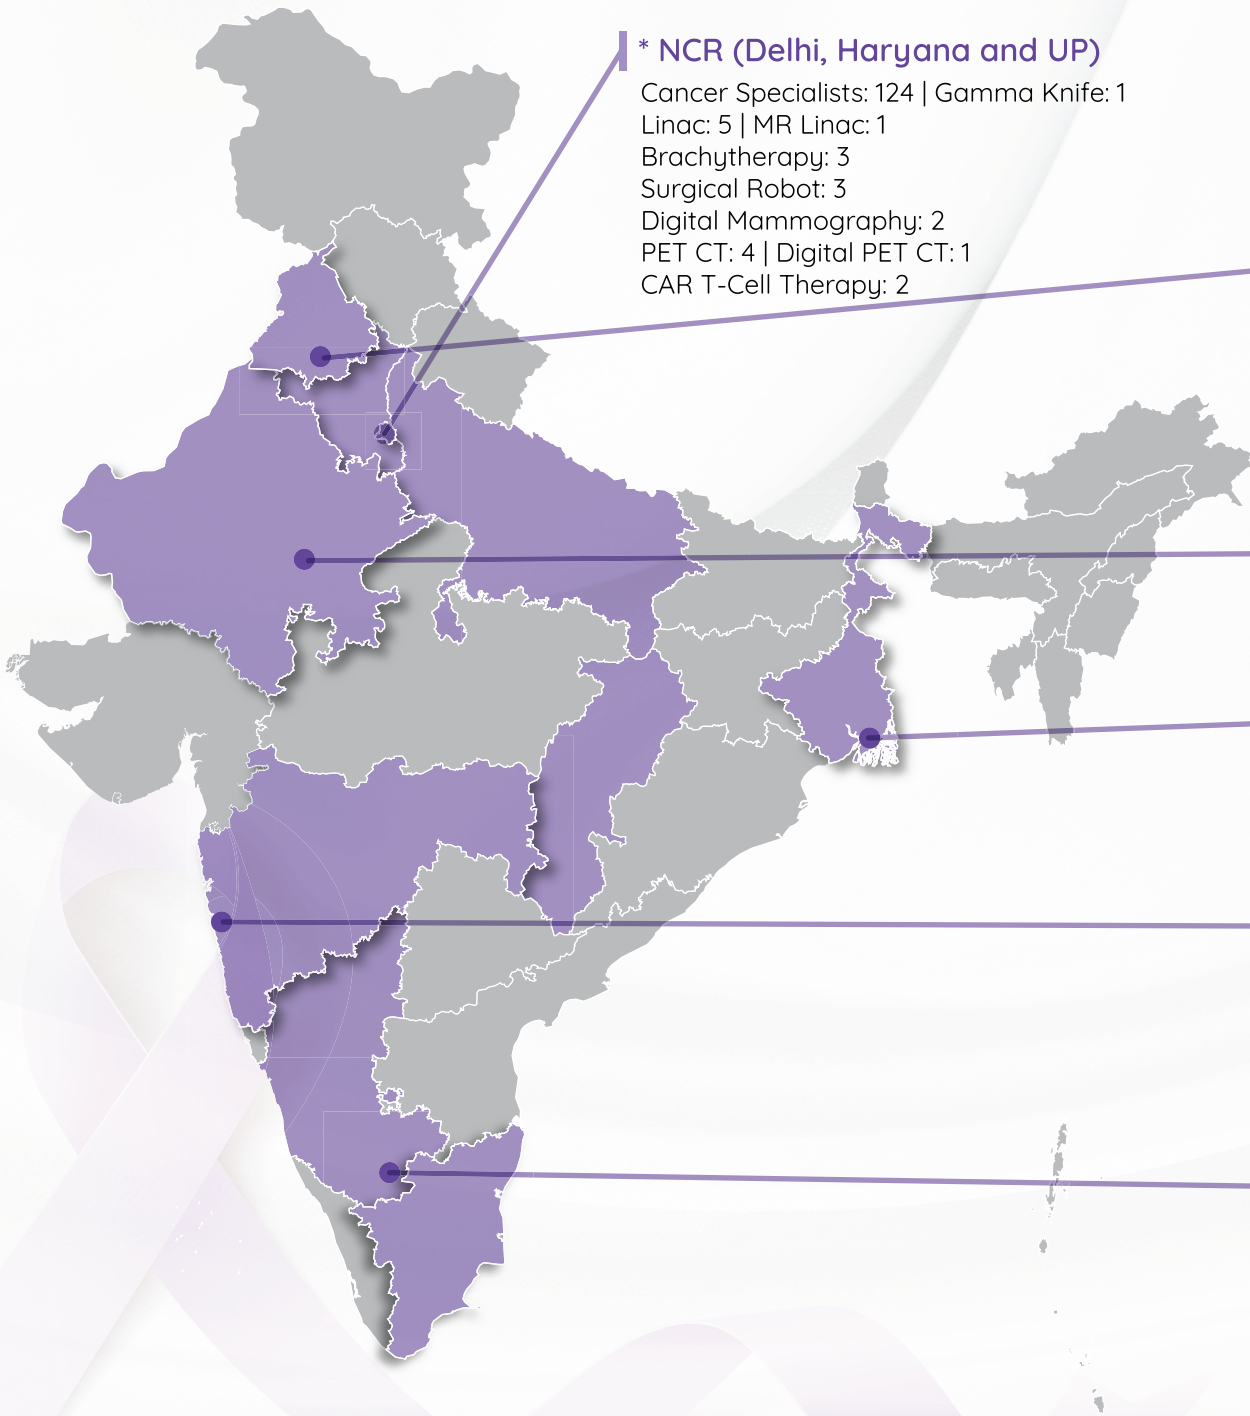 * NCR (Delhi, Haryana and UP)
Cancer Specialists: 124 | Gamma Knife: 1
Linac: 5 | MR Linac: 1
Brachytherapy: 3
Surgical Robot: 3
Digital Mammography: 2
PET CT: 4 | Digital PET CT: 1
CAR T-Cell Therapy: 2